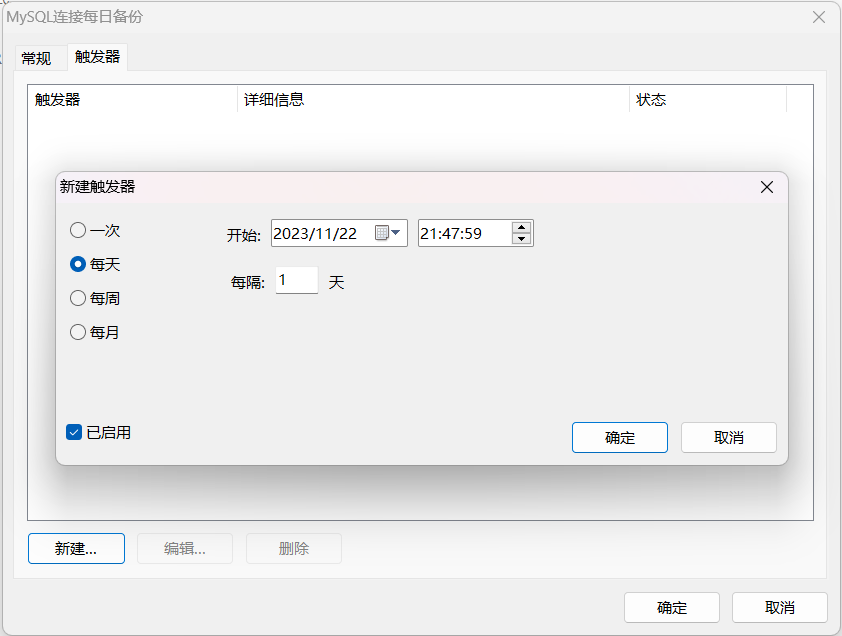 MySQL连接每日备份
常规 触发器
触发器 详细信息 状态
新建触发器
一次
开始: 2023/11/22 21:47:59
每天
每隔: 1 天
每周
每月
已启用
确定 取消
新建... 编辑... 删除
确定 取消